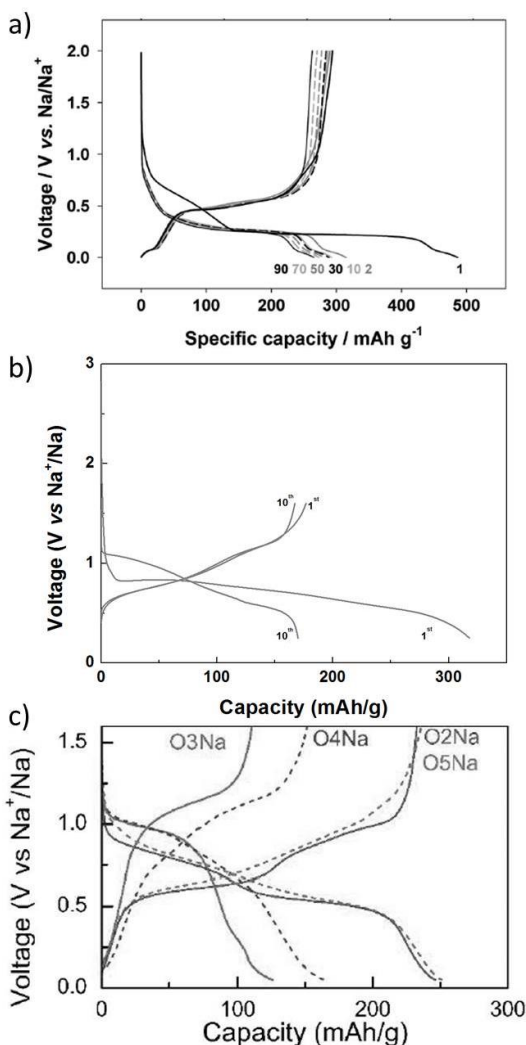 a)
Voltage / V vs. Na/Na⁺
2.0
1.5
1.0
0.5
0.0
90 70 50 30 10 2
1
0 100 200 300 400 500
Specific capacity / mAh g⁻¹
b)
Voltage (V vs Na⁺/Na)
3
2
1
0
10ᵗʰ
1ˢᵗ
10ᵗʰ
1ˢᵗ
0 100 200 300
Capacity (mAh/g)
c)
Voltage (V vs Na⁺/Na)
1.5
1.0
0.5
0.0
O3Na O4Na O2Na
O5Na
0 100 200 300
Capacity (mAh/g)